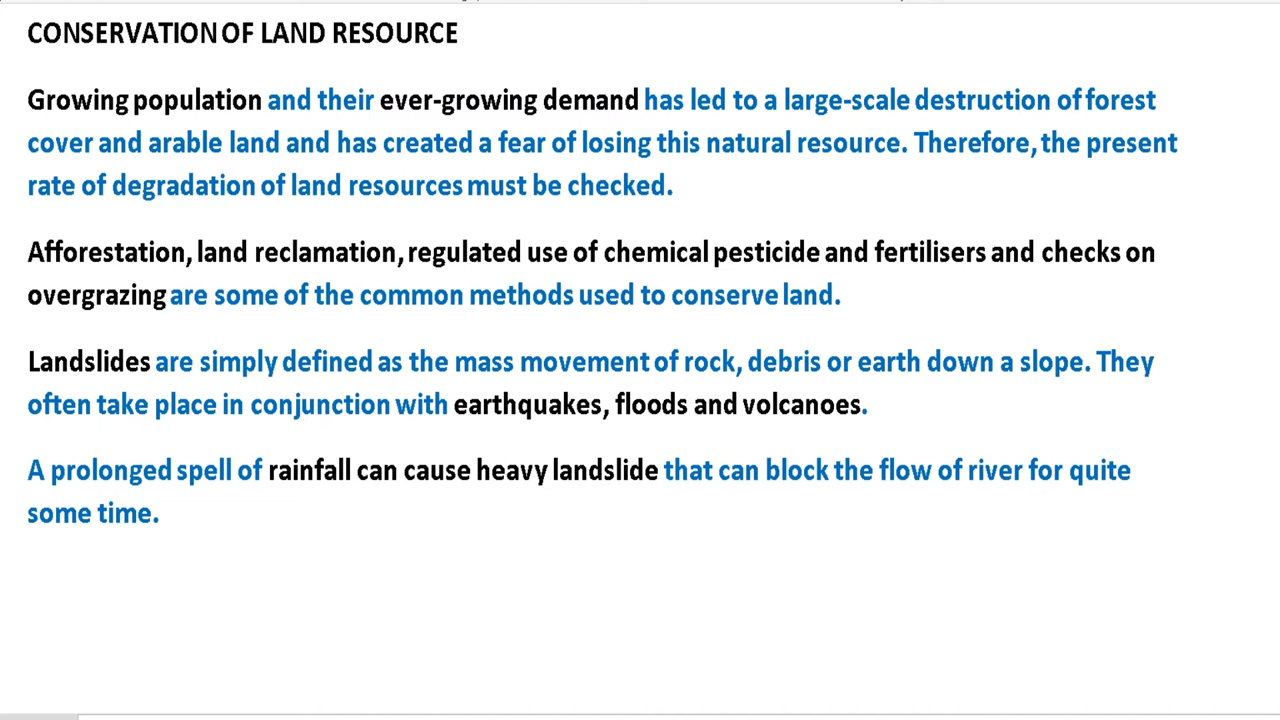 CONSERVATION OF LAND RESOURCE
Growing population and their ever-growing demand has led to a large-scale destruction of forest
cover and arable land and has created a fear of losing this natural resource. Therefore, the present
rate of degradation of land resources must be checked.
Afforestation, land reclamation, regulated use of chemical pesticide and fertilisers and checks on
overgrazing are some of the common methods used to conserve land.
Landslides are simply defined as the mass movement of rock, debris or earth down a slope. They
often take place in conjunction with earthquakes, floods and volcanoes.
A prolonged spell of rainfall can cause heavy landslide that can block the flow of river for quite
some time.